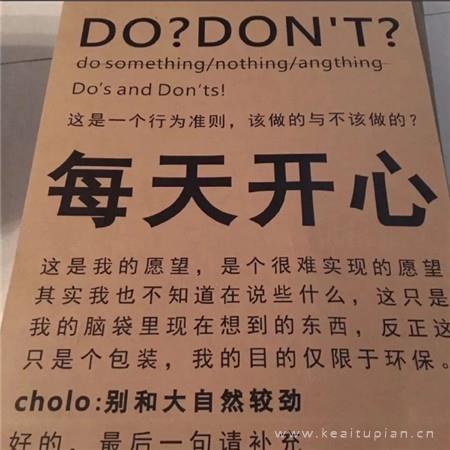 DO?DON'T?
do something/nothing/angthing
Do's and Don'ts!
这是一个行为准则，该做的与不该做的？
每天开心
这是我的愿望，是个很难实现的愿望
其实我也不知道在说些什么，这只是
我的脑袋里现在想到的东西，反正这
只是个包装，我的目的仅限于环保。
cholo:别和大自然较劲
好的，最后一句请补充
www.keaitupian.cn